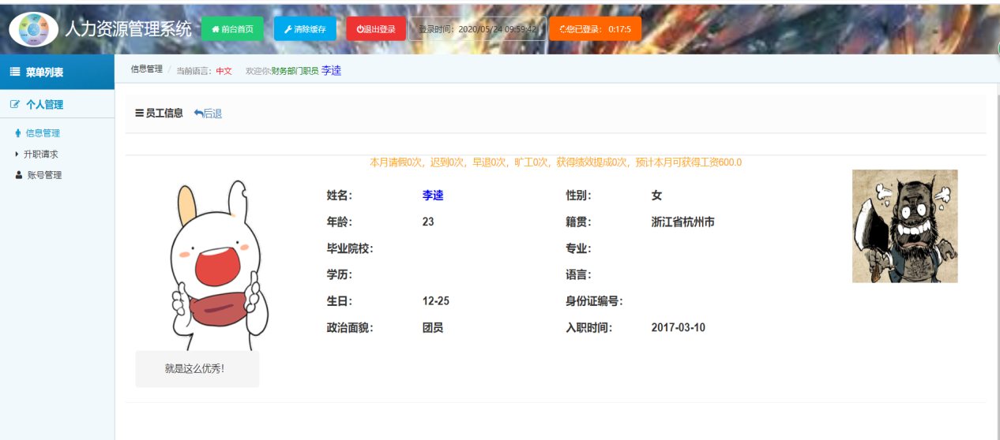 人力资源管理系统 前台首页 清除缓存 退出登录 登录时间：2020/05/24 09:59:42 您已登录： 0:17:5
菜单列表
信息管理 / 当前语言：中文 欢迎你:财务部门职员 李逵
个人管理
信息管理
升职请求
账号管理
员工信息 后退
本月请假0次，迟到0次，早退0次，旷工0次，获得绩效提成0次，预计本月可获得工资600.0
姓名： 李逵 性别： 女
年龄： 23 籍贯： 浙江省杭州市
毕业院校： 专业：
学历： 语言：
生日： 12-25 身份证编号：
政治面貌： 团员 入职时间： 2017-03-10
就是这么优秀！